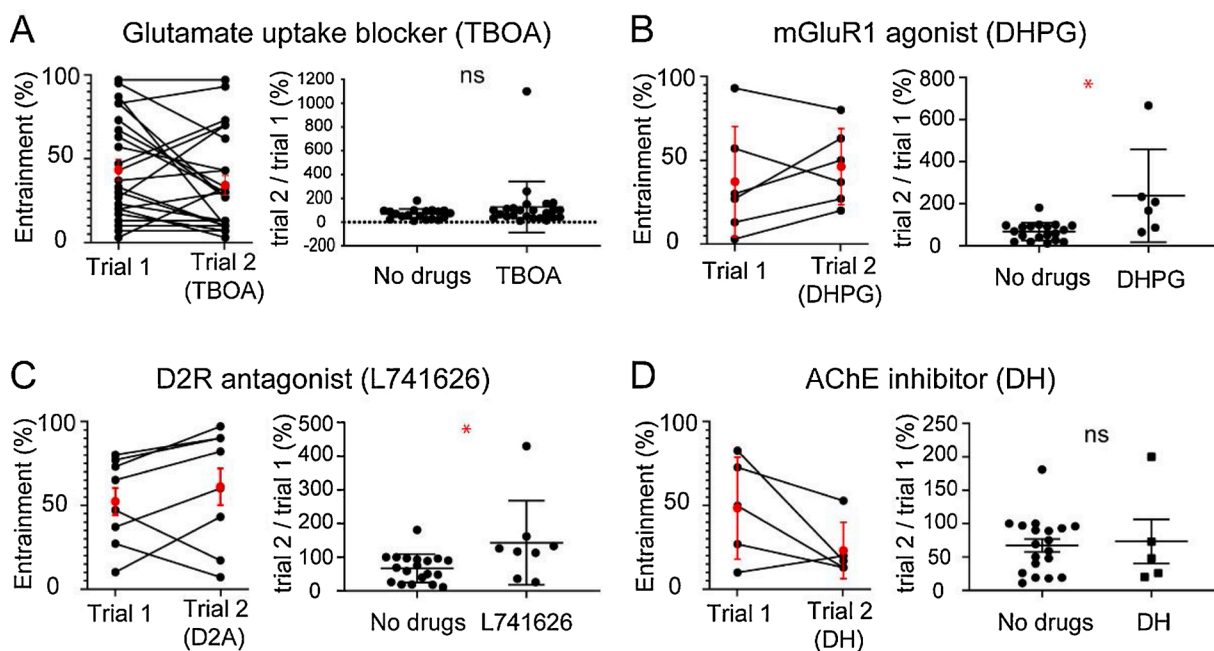 A Glutamate uptake blocker (TBOA)
Entrainment (%)
100
50
0
Trial 1
Trial 2
(TBOA)
trial 2 / trial 1 (%)
1200
1000
800
600
400
200
0
-200
ns
No drugs
TBOA
B mGluR1 agonist (DHPG)
Entrainment (%)
100
50
0
Trial 1
Trial 2
(DHPG)
trial 2 / trial 1 (%)
800
600
400
200
0
*
No drugs
DHPG
C D2R antagonist (L741626)
Entrainment (%)
100
50
0
Trial 1
Trial 2
(D2A)
trial 2 / trial 1 (%)
500
400
300
200
100
0
*
No drugs
L741626
D AChE inhibitor (DH)
Entrainment (%)
100
50
0
Trial 1
Trial 2
(DH)
trial 2 / trial 1 (%)
250
200
150
100
50
0
ns
No drugs
DH